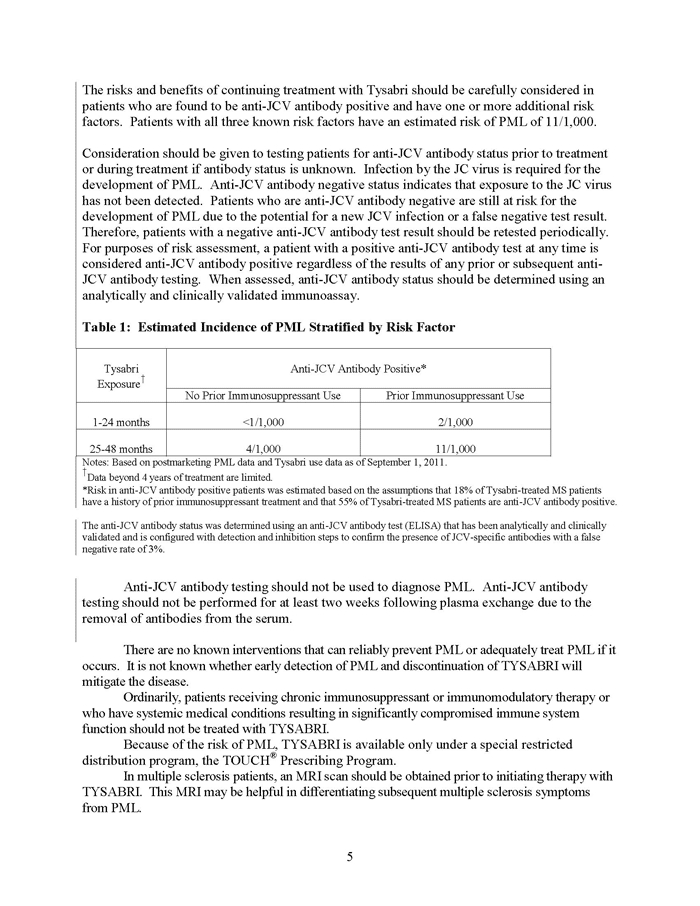 The risks and benefits of continuing treatment with Tysabri should be carefully considered in
patients who are found to be anti-JCV antibody positive and have one or more additional risk
factors.  Patients with all three known risk factors have an estimated risk of PML of 11/1,000.
Consideration should be given to testing patients for anti-JCV antibody status prior to treatment
or during treatment if antibody status is unknown.  Infection by the JC virus is required for the
development of PML.  Anti-JCV antibody negative status indicates that exposure to the JC virus
has not been detected.  Patients who are anti-JCV antibody negative are still at risk for the
development of PML due to the potential for a new JCV infection or a false negative test result.
Therefore, patients with a negative anti-JCV antibody test result should be retested periodically.
For purposes of risk assessment, a patient with a positive anti-JCV antibody test at any time is
considered anti-JCV antibody positive regardless of the results of any prior or subsequent anti-
JCV antibody testing.  When assessed, anti-JCV antibody status should be determined using an
analytically and clinically validated immunoassay.
Table 1:  Estimated Incidence of PML Stratified by Risk Factor
Tysabri
Exposure†
Anti-JCV Antibody Positive*
No Prior Immunosuppressant Use
Prior Immunosuppressant Use
1-24 months
<1/1,000
2/1,000
25-48 months
4/1,000
11/1,000
Notes: Based on postmarketing PML data and Tysabri use data as of September 1, 2011.
†Data beyond 4 years of treatment are limited.
*Risk in anti-JCV antibody positive patients was estimated based on the assumptions that 18% of Tysabri-treated MS patients
have a history of prior immunosuppressant treatment and that 55% of Tysabri-treated MS patients are anti-JCV antibody positive.
The anti-JCV antibody status was determined using an anti-JCV antibody test (ELISA) that has been analytically and clinically
validated and is configured with detection and inhibition steps to confirm the presence of JCV-specific antibodies with a false
negative rate of 3%.
Anti-JCV antibody testing should not be used to diagnose PML.  Anti-JCV antibody
testing should not be performed for at least two weeks following plasma exchange due to the
removal of antibodies from the serum.
There are no known interventions that can reliably prevent PML or adequately treat PML if it
occurs.  It is not known whether early detection of PML and discontinuation of TYSABRI will
mitigate the disease.
Ordinarily, patients receiving chronic immunosuppressant or immunomodulatory therapy or
who have systemic medical conditions resulting in significantly compromised immune system
function should not be treated with TYSABRI.
Because of the risk of PML, TYSABRI is available only under a special restricted
distribution program, the TOUCH® Prescribing Program.
In multiple sclerosis patients, an MRI scan should be obtained prior to initiating therapy with
TYSABRI.  This MRI may be helpful in differentiating subsequent multiple sclerosis symptoms
from PML.
5